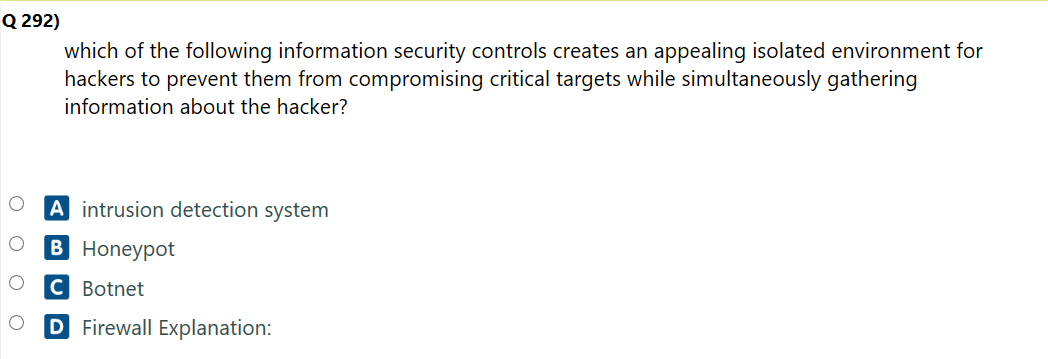 Q 292)
which of the following information security controls creates an appealing isolated environment for
hackers to prevent them from compromising critical targets while simultaneously gathering
information about the hacker?
A intrusion detection system
B Honeypot
C Botnet
D Firewall Explanation: